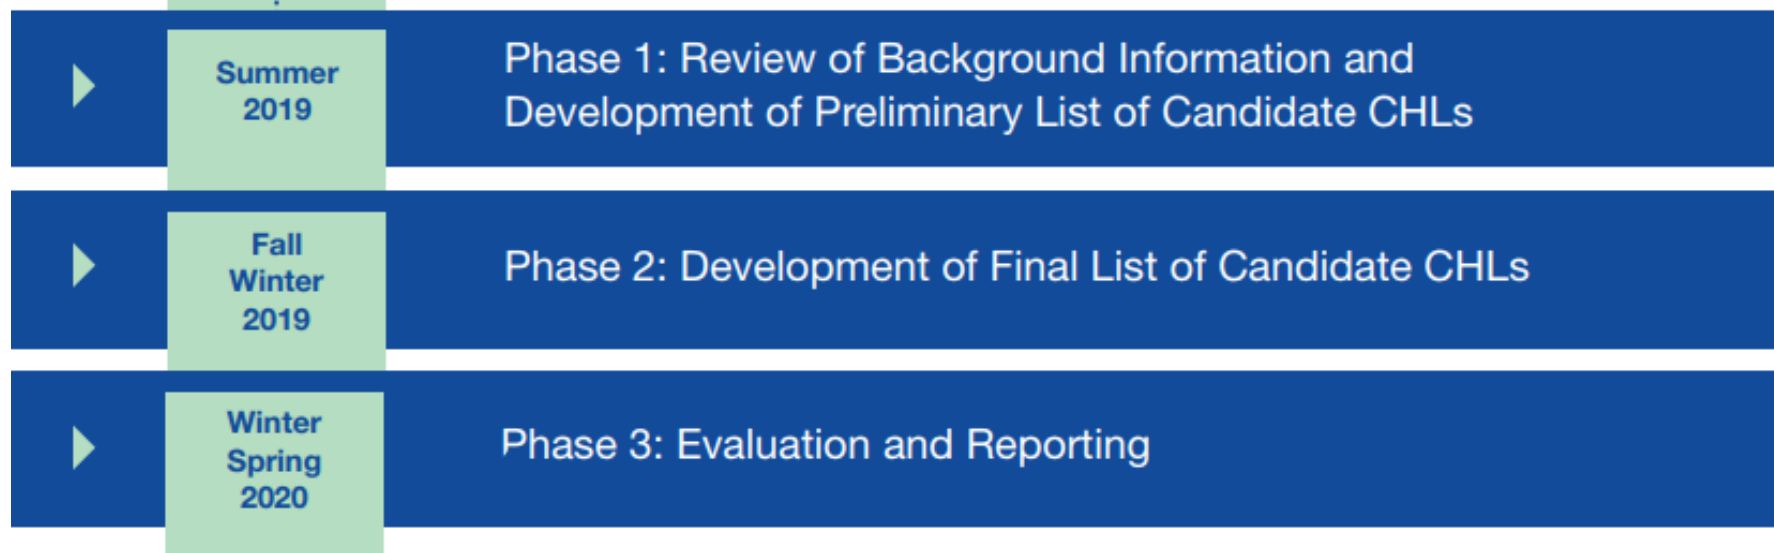 Summer
2019
Phase 1: Review of Background Information and
Development of Preliminary List of Candidate CHLs
Fall
Winter
2019
Phase 2: Development of Final List of Candidate CHLs
Winter
Spring
2020
Phase 3: Evaluation and Reporting